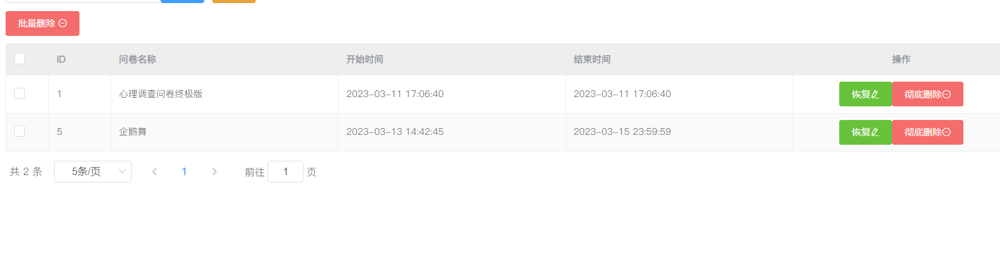 批量删除
ID 问卷名称 开始时间 结束时间 操作
1 心理调查问卷终极版 2023-03-11 17:06:40 2023-03-11 17:06:40 恢复 彻底删除
5 企鹅舞 2023-03-13 14:42:45 2023-03-15 23:59:59 恢复 彻底删除
共 2 条 5条/页 1 前往 1 页